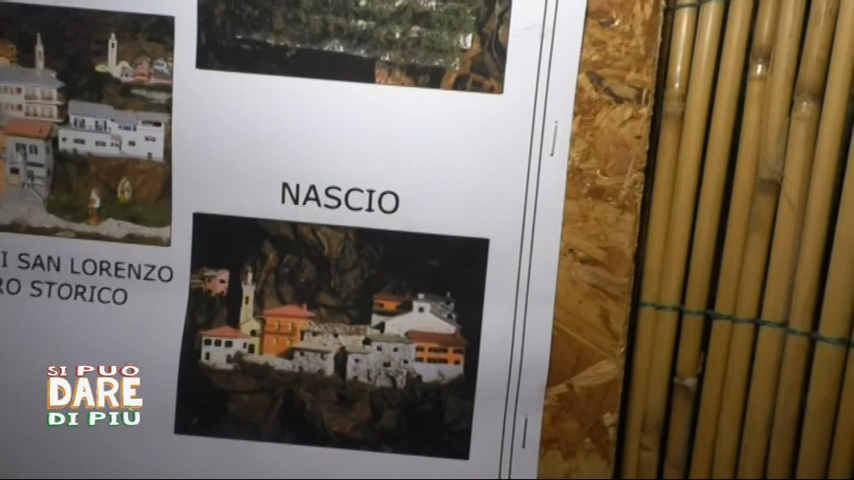 NASCIO
I SAN LORENZO
RO STORICO
SI PUÒ
DARE
DI PIÙ